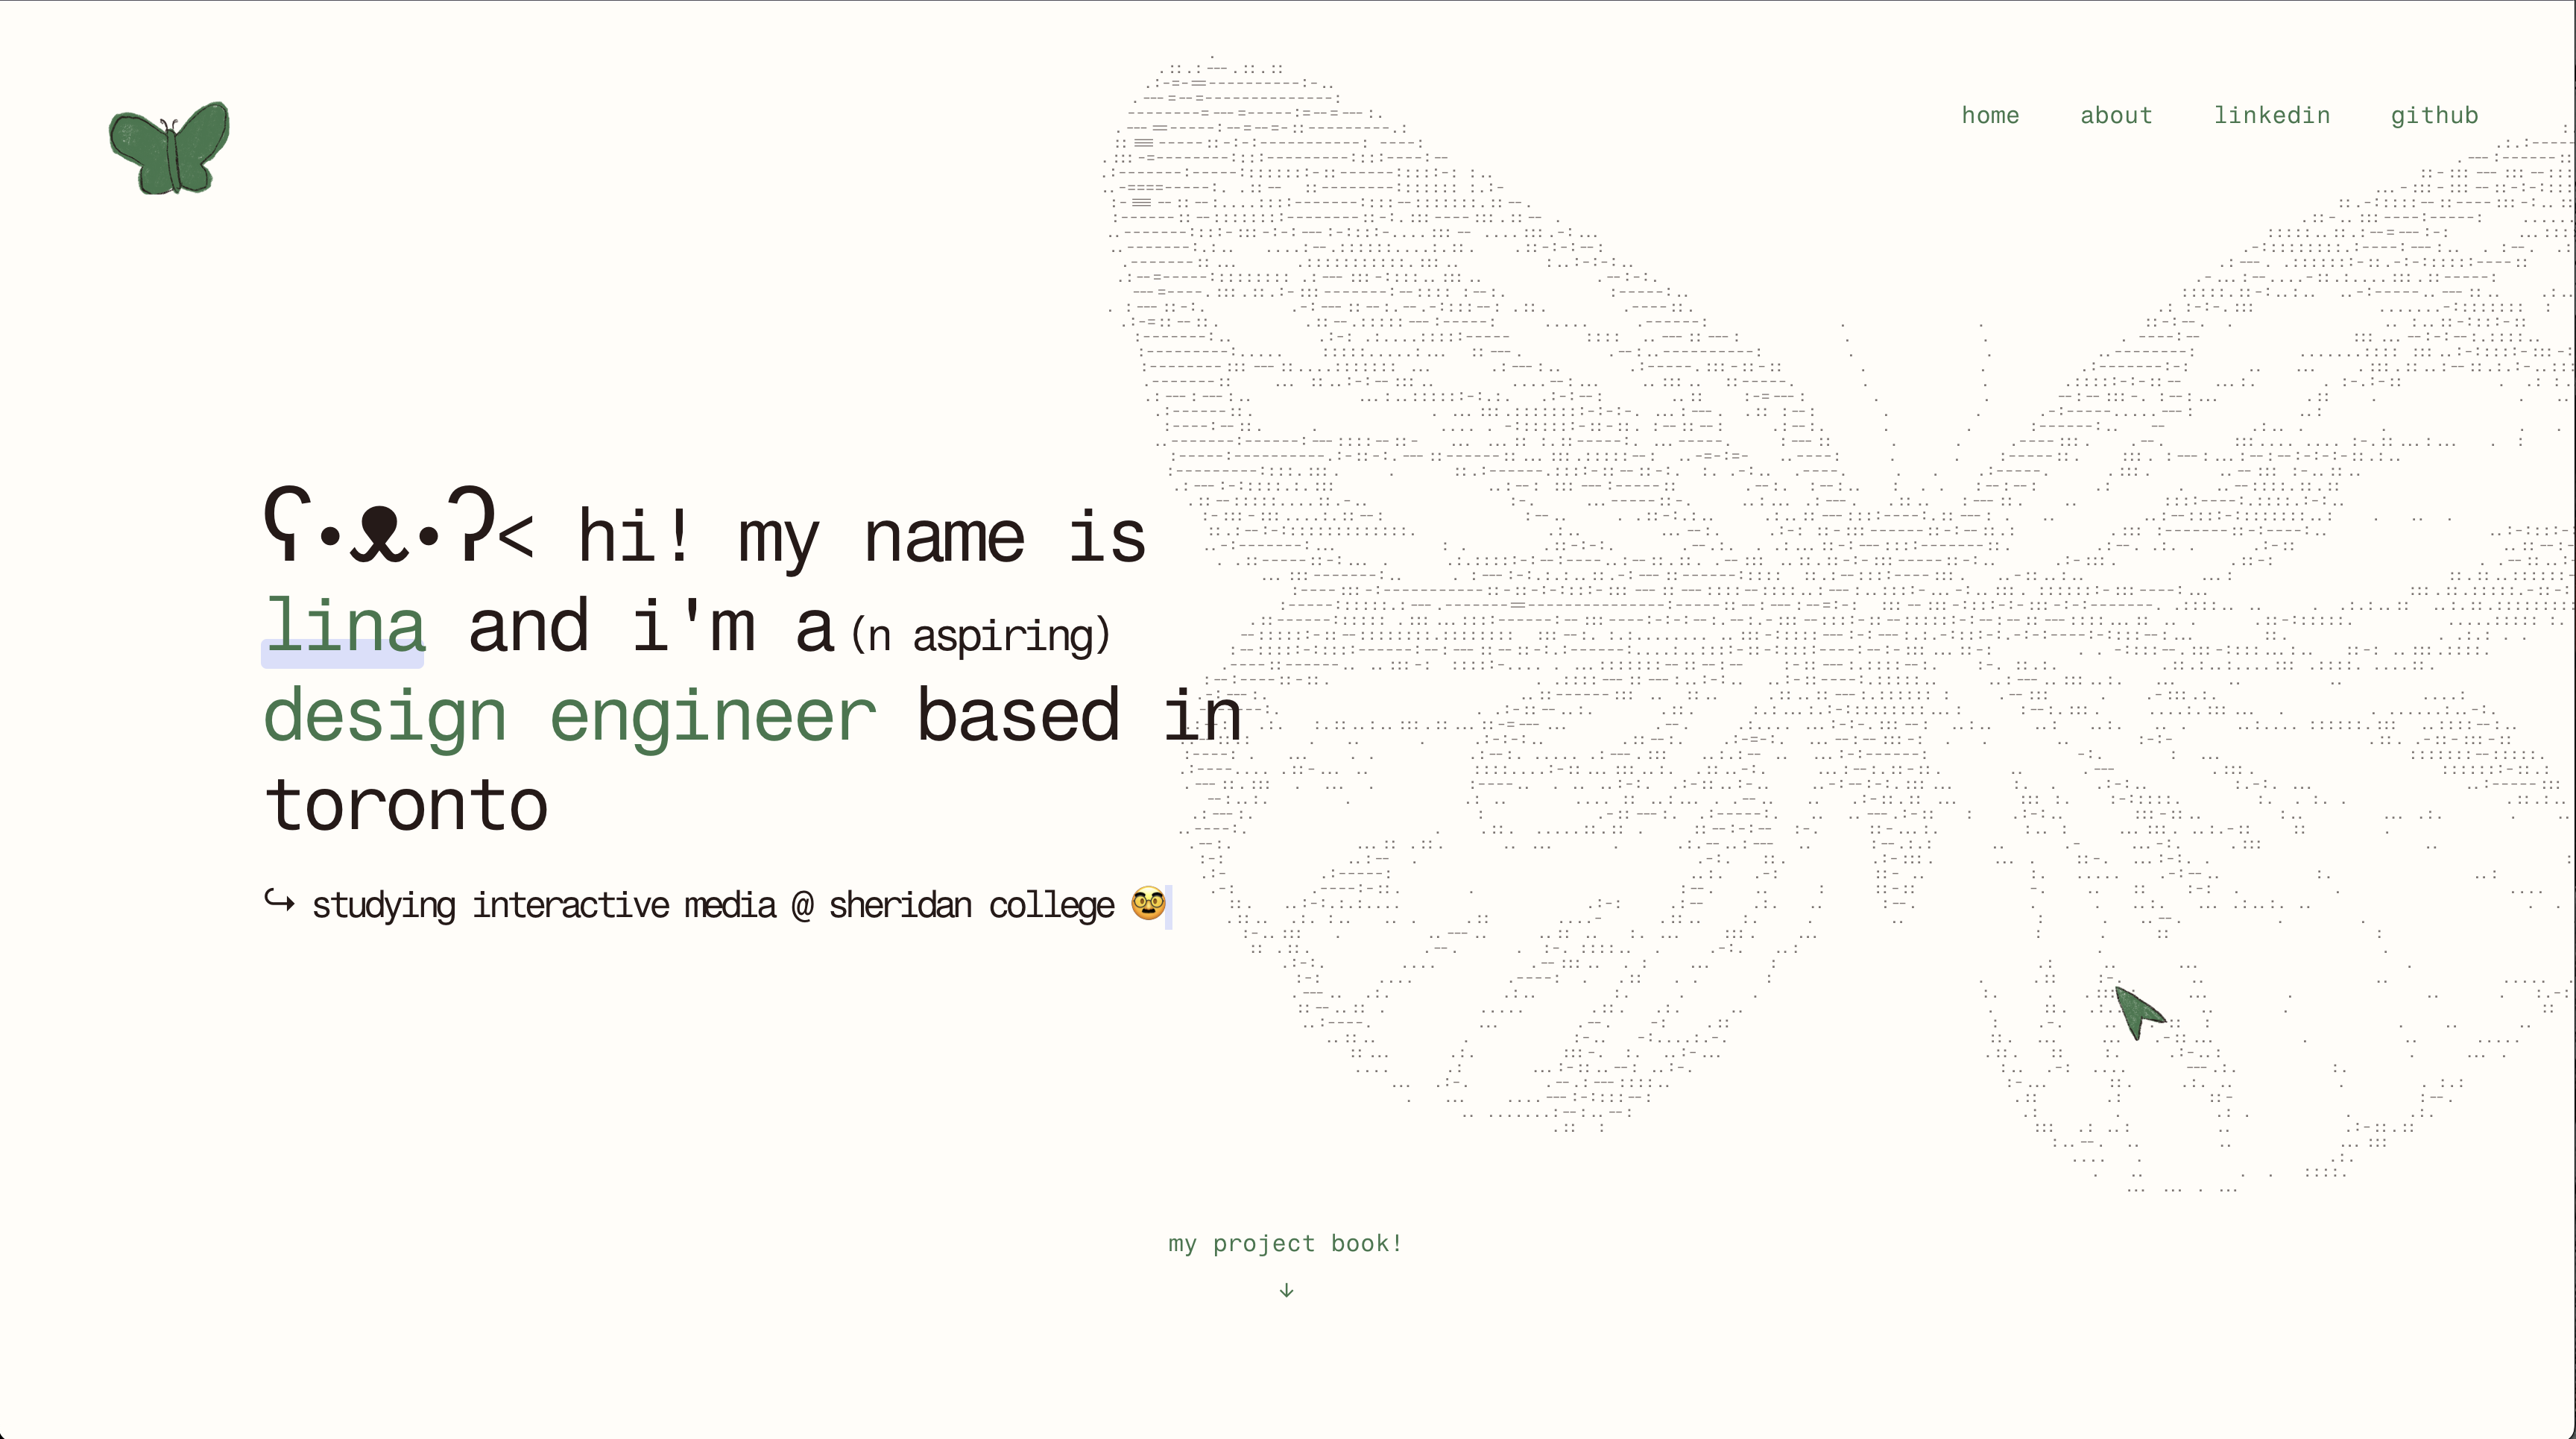 home about linkedin github
ʕ•ᴥ•ʔ< hi! my name is
lina and i'm a(n aspiring)
design engineer based in
toronto
↪ studying interactive media @ sheridan college 🥸
my project book!
↓